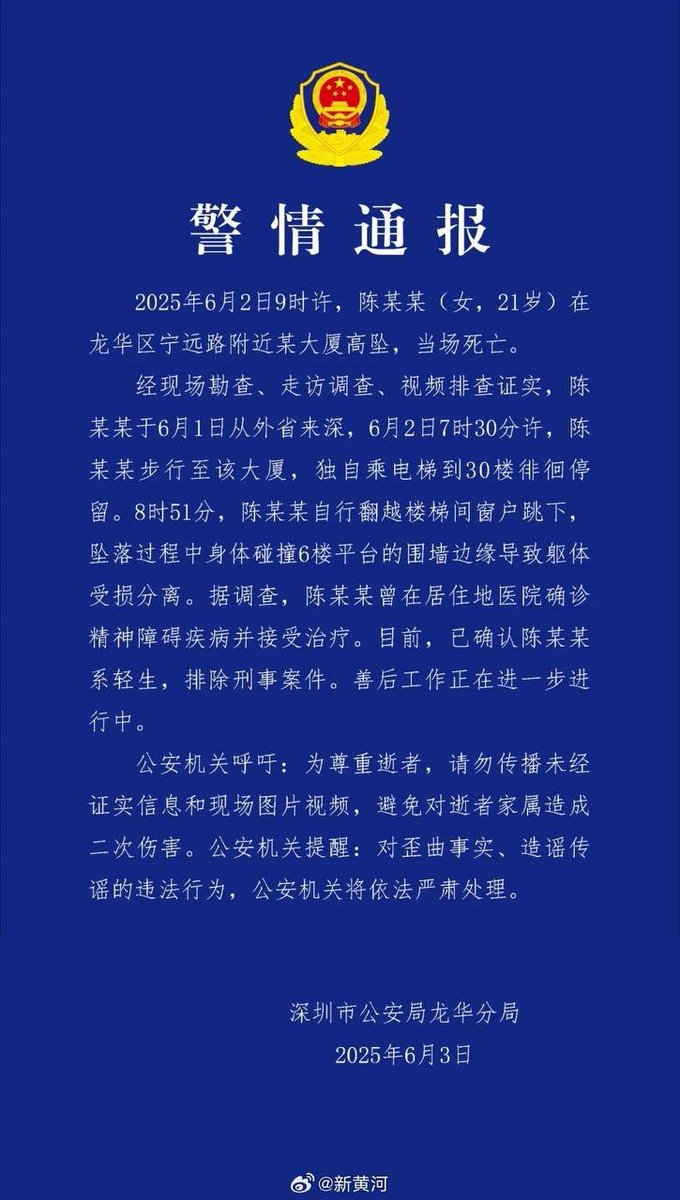 警情通报
2025年6月2日9时许，陈某某（女，21岁）在
龙华区宁远路附近某大厦高坠，当场死亡。
经现场勘查、走访调查、视频排查证实，陈
某某于6月1日从外省来深，6月2日7时30分许，陈
某某步行至该大厦，独自乘电梯到30楼徘徊停
留。8时51分，陈某某自行翻越楼梯间窗户跳下，
坠落过程中身体碰撞6楼平台的围墙边缘导致躯体
受损分离。据调查，陈某某曾在居住地医院确诊
精神障碍疾病并接受治疗。目前，已确认陈某某
系轻生，排除刑事案件。善后工作正在进一步进
行中。
公安机关呼吁：为尊重逝者，请勿传播未经
证实信息和现场图片视频，避免对逝者家属造成
二次伤害。公安机关提醒：对歪曲事实、造谣传
谣的违法行为，公安机关将依法严肃处理。
深圳市公安局龙华分局
2025年6月3日
@新黄河